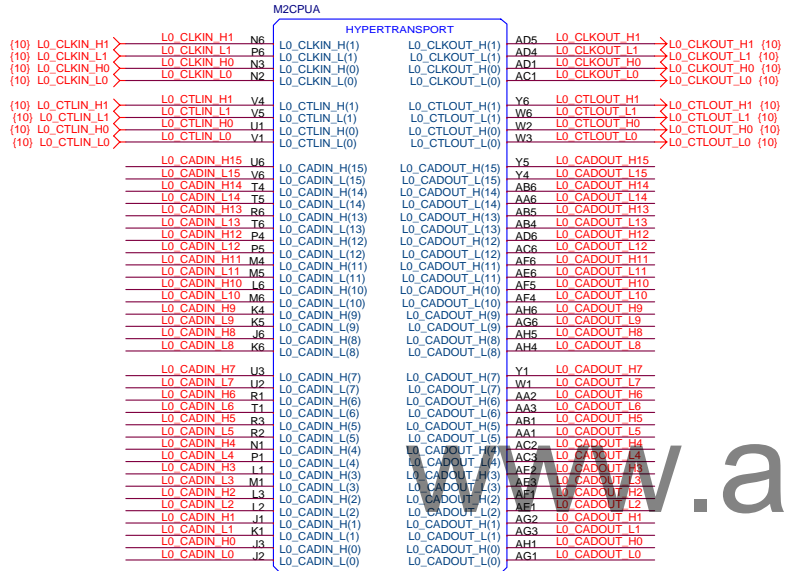 M2CPUA
HYPERTRANSPORT
{10} L0_CLKIN_H1 L0_CLKIN_H1 N6 L0_CLKIN_H(1) L0_CLKOUT_H(1) AD5 L0_CLKOUT_H1 L0_CLKOUT_H1 {10}
{10} L0_CLKIN_L1 L0_CLKIN_L1 P6 L0_CLKIN_L(1) L0_CLKOUT_L(1) AD4 L0_CLKOUT_L1 L0_CLKOUT_L1 {10}
{10} L0_CLKIN_H0 L0_CLKIN_H0 N3 L0_CLKIN_H(0) L0_CLKOUT_H(0) AD1 L0_CLKOUT_H0 L0_CLKOUT_H0 {10}
{10} L0_CLKIN_L0 L0_CLKIN_L0 N2 L0_CLKIN_L(0) L0_CLKOUT_L(0) AC1 L0_CLKOUT_L0 L0_CLKOUT_L0 {10}
{10} L0_CTLIN_H1 L0_CTLIN_H1 V4 L0_CTLIN_H(1) L0_CTLOUT_H(1) Y6 L0_CTLOUT_H1 L0_CTLOUT_H1 {10}
{10} L0_CTLIN_L1 L0_CTLIN_L1 V5 L0_CTLIN_L(1) L0_CTLOUT_L(1) W6 L0_CTLOUT_L1 L0_CTLOUT_L1 {10}
{10} L0_CTLIN_H0 L0_CTLIN_H0 U1 L0_CTLIN_H(0) L0_CTLOUT_H(0) W2 L0_CTLOUT_H0 L0_CTLOUT_H0 {10}
{10} L0_CTLIN_L0 L0_CTLIN_L0 V1 L0_CTLIN_L(0) L0_CTLOUT_L(0) W3 L0_CTLOUT_L0 L0_CTLOUT_L0 {10}
L0_CADIN_H15 U6 L0_CADIN_H(15) L0_CADOUT_H(15) Y5 L0_CADOUT_H15
L0_CADIN_L15 V6 L0_CADIN_L(15) L0_CADOUT_L(15) Y4 L0_CADOUT_L15
L0_CADIN_H14 T4 L0_CADIN_H(14) L0_CADOUT_H(14) AB6 L0_CADOUT_H14
L0_CADIN_L14 T5 L0_CADIN_L(14) L0_CADOUT_L(14) AA6 L0_CADOUT_L14
L0_CADIN_H13 R6 L0_CADIN_H(13) L0_CADOUT_H(13) AB5 L0_CADOUT_H13
L0_CADIN_L13 T6 L0_CADIN_L(13) L0_CADOUT_L(13) AB4 L0_CADOUT_L13
L0_CADIN_H12 P4 L0_CADIN_H(12) L0_CADOUT_H(12) AD6 L0_CADOUT_H12
L0_CADIN_L12 P5 L0_CADIN_L(12) L0_CADOUT_L(12) AC6 L0_CADOUT_L12
L0_CADIN_H11 M4 L0_CADIN_H(11) L0_CADOUT_H(11) AF6 L0_CADOUT_H11
L0_CADIN_L11 M5 L0_CADIN_L(11) L0_CADOUT_L(11) AE6 L0_CADOUT_L11
L0_CADIN_H10 L6 L0_CADIN_H(10) L0_CADOUT_H(10) AF5 L0_CADOUT_H10
L0_CADIN_L10 M6 L0_CADIN_L(10) L0_CADOUT_L(10) AF4 L0_CADOUT_L10
L0_CADIN_H9 K4 L0_CADIN_H(9) L0_CADOUT_H(9) AH6 L0_CADOUT_H9
L0_CADIN_L9 K5 L0_CADIN_L(9) L0_CADOUT_L(9) AG6 L0_CADOUT_L9
L0_CADIN_H8 J6 L0_CADIN_H(8) L0_CADOUT_H(8) AH5 L0_CADOUT_H8
L0_CADIN_L8 K6 L0_CADIN_L(8) L0_CADOUT_L(8) AH4 L0_CADOUT_L8
L0_CADIN_H7 U3 L0_CADIN_H(7) L0_CADOUT_H(7) Y1 L0_CADOUT_H7
L0_CADIN_L7 U2 L0_CADIN_L(7) L0_CADOUT_L(7) W1 L0_CADOUT_L7
L0_CADIN_H6 R1 L0_CADIN_H(6) L0_CADOUT_H(6) AA2 L0_CADOUT_H6
L0_CADIN_L6 T1 L0_CADIN_L(6) L0_CADOUT_L(6) AA3 L0_CADOUT_L6
L0_CADIN_H5 R3 L0_CADIN_H(5) L0_CADOUT_H(5) AB1 L0_CADOUT_H5
L0_CADIN_L5 R2 L0_CADIN_L(5) L0_CADOUT_L(5) AA1 L0_CADOUT_L5
L0_CADIN_H4 N1 L0_CADIN_H(4) L0_CADOUT_H(4) AC2 L0_CADOUT_H4
L0_CADIN_L4 P1 L0_CADIN_L(4) L0_CADOUT_L(4) AC3 L0_CADOUT_L4
L0_CADIN_H3 L1 L0_CADIN_H(3) L0_CADOUT_H(3) AE2 L0_CADOUT_H3
L0_CADIN_L3 M1 L0_CADIN_L(3) L0_CADOUT_L(3) AE3 L0_CADOUT_L3
L0_CADIN_H2 L3 L0_CADIN_H(2) L0_CADOUT_H(2) AF1 L0_CADOUT_H2
L0_CADIN_L2 L2 L0_CADIN_L(2) L0_CADOUT_L(2) AE1 L0_CADOUT_L2
L0_CADIN_H1 J1 L0_CADIN_H(1) L0_CADOUT_H(1) AG2 L0_CADOUT_H1
L0_CADIN_L1 K1 L0_CADIN_L(1) L0_CADOUT_L(1) AG3 L0_CADOUT_L1
L0_CADIN_H0 J3 L0_CADIN_H(0) L0_CADOUT_H(0) AH1 L0_CADOUT_H0
L0_CADIN_L0 J2 L0_CADIN_L(0) L0_CADOUT_L(0) AG1 L0_CADOUT_L0
www.a